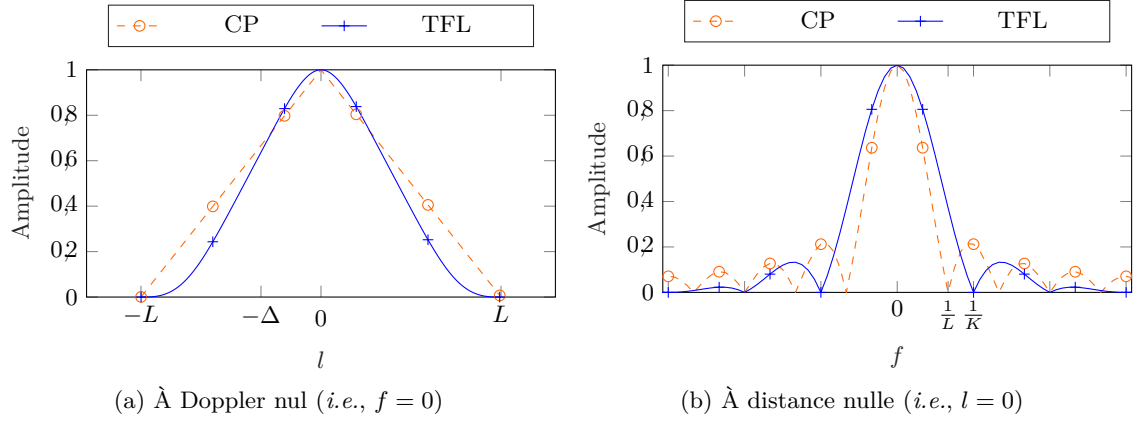 CP TFL
CP TFL
1
0,8
0,6
0,4
0,2
0
Amplitude
−L −Δ 0 L
l
1
0,8
0,6
0,4
0,2
0
Amplitude
0 1/L 1/K
f
(a) À Doppler nul (i.e., f = 0)
(b) À distance nulle (i.e., l = 0)